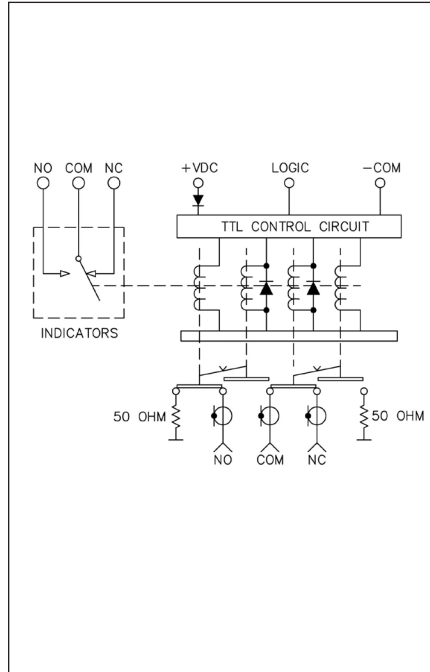 NO COM NC +VDC LOGIC −COM
TTL CONTROL CIRCUIT
INDICATORS
50 OHM 50 OHM
NO COM NC